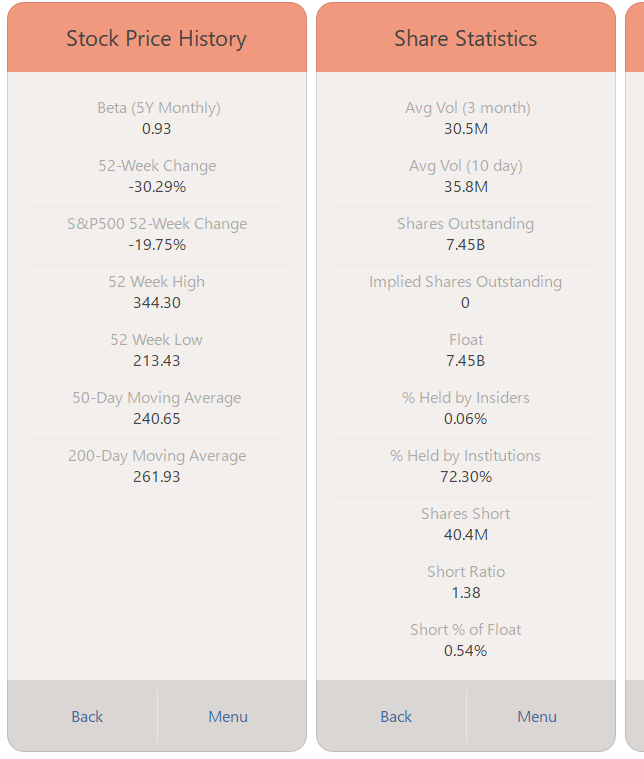 Stock Price History
Beta (5Y Monthly)
0.93
52-Week Change
-30.29%
S&P500 52-Week Change
-19.75%
52 Week High
344.30
52 Week Low
213.43
50-Day Moving Average
240.65
200-Day Moving Average
261.93
Back
Menu
Share Statistics
Avg Vol (3 month)
30.5M
Avg Vol (10 day)
35.8M
Shares Outstanding
7.45B
Implied Shares Outstanding
0
Float
7.45B
% Held by Insiders
0.06%
% Held by Institutions
72.30%
Shares Short
40.4M
Short Ratio
1.38
Short % of Float
0.54%
Back
Menu